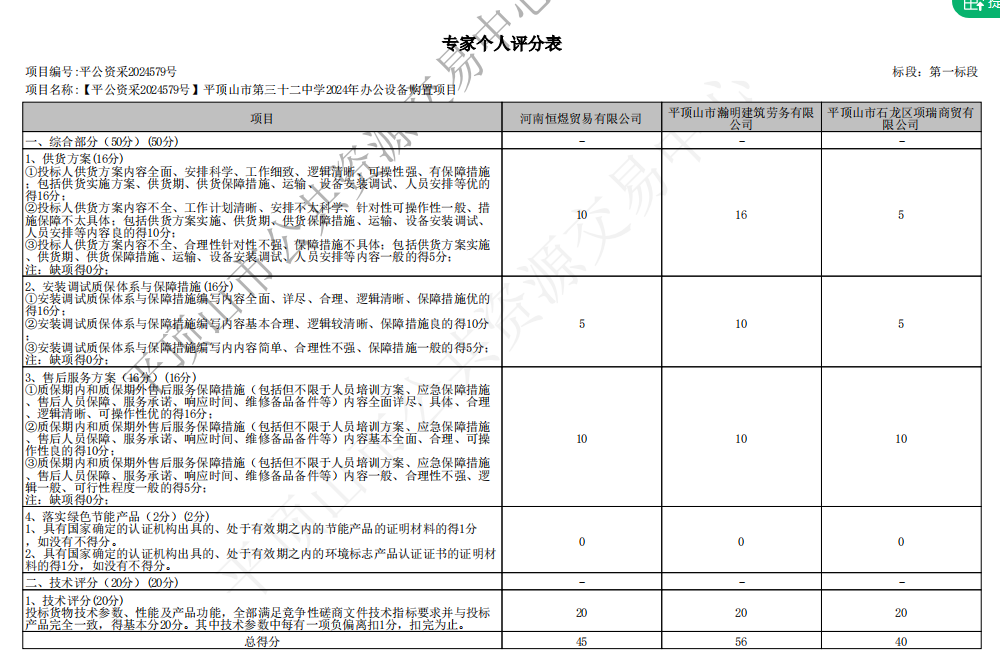 提
专家个人评分表
项目编号:平公资采2024579号
标段：第一标段
项目名称:【平公资采2024579号】平顶山市第三十二中学2024年办公设备购置项目
项目
河南恒煜贸易有限公司
平顶山市瀚明建筑劳务有限
公司
平顶山市石龙区项瑞商贸有
限公司
一、综合部分（50分）(50分)
－
－
－
1、供货方案(16分)
①投标人供货方案内容全面、安排科学、工作细致、逻辑清晰、可操性强、有保障措施
；包括供货实施方案、供货期、供货保障措施、运输、设备安装调试、人员安排等优的
得16分；
②投标人供货方案内容不全、工作计划清晰、安排不太科学、针对性可操作性一般、措
施保障不太具体；包括供货方案实施、供货期、供货保障措施、运输、设备安装调试、
人员安排等内容良的得10分；
③投标人供货方案内容不全、合理性针对性不强、保障措施不具体；包括供货方案实施
、供货期、供货保障措施、运输、设备安装调试、人员安排等内容一般的得5分；
注：缺项得0分；
10
16
5
2、安装调试质保体系与保障措施(16分)
①安装调试质保体系与保障措施编写内容全面、详尽、合理、逻辑清晰、保障措施优的
得16分；
②安装调试质保体系与保障措施编写内容基本合理、逻辑较清晰、保障措施良的得10分
；
③安装调试质保体系与保障措施编写内内容简单、合理性不强、保障措施一般的得5分；
注：缺项得0分；
5
10
5
3、售后服务方案（16分）(16分)
①质保期内和质保期外售后服务保障措施（包括但不限于人员培训方案、应急保障措施
、售后人员保障、服务承诺、响应时间、维修备品备件等）内容全面详尽、具体、合理
、逻辑清晰、可操作性优的得16分；
②质保期内和质保期外售后服务保障措施（包括但不限于人员培训方案、应急保障措施
、售后人员保障、服务承诺、响应时间、维修备品备件等）内容基本全面、合理、可操
作性良的得10分；
③质保期内和质保期外售后服务保障措施（包括但不限于人员培训方案、应急保障措施
、售后人员保障、服务承诺、响应时间、维修备品备件等）内容一般、合理性不强、逻
辑一般、可行性程度一般的得5分；
注：缺项得0分；
10
10
10
4、落实绿色节能产品（2分）(2分)
1、具有国家确定的认证机构出具的、处于有效期之内的节能产品的证明材料的得1分
，如没有不得分。
2、具有国家确定的认证机构出具的、处于有效期之内的环境标志产品认证证书的证明材
料的得1分，如没有不得分。
0
0
0
二、技术评分（20分）(20分)
－
－
－
1、技术评分(20分)
投标货物技术参数、性能及产品功能，全部满足竞争性磋商文件技术指标要求并与投标
产品完全一致，得基本分20分。其中技术参数中每有一项负偏离扣1分，扣完为止。
20
20
20
总得分
45
56
40
平顶山市公共资源交易中心
平顶山市公共资源交易中心